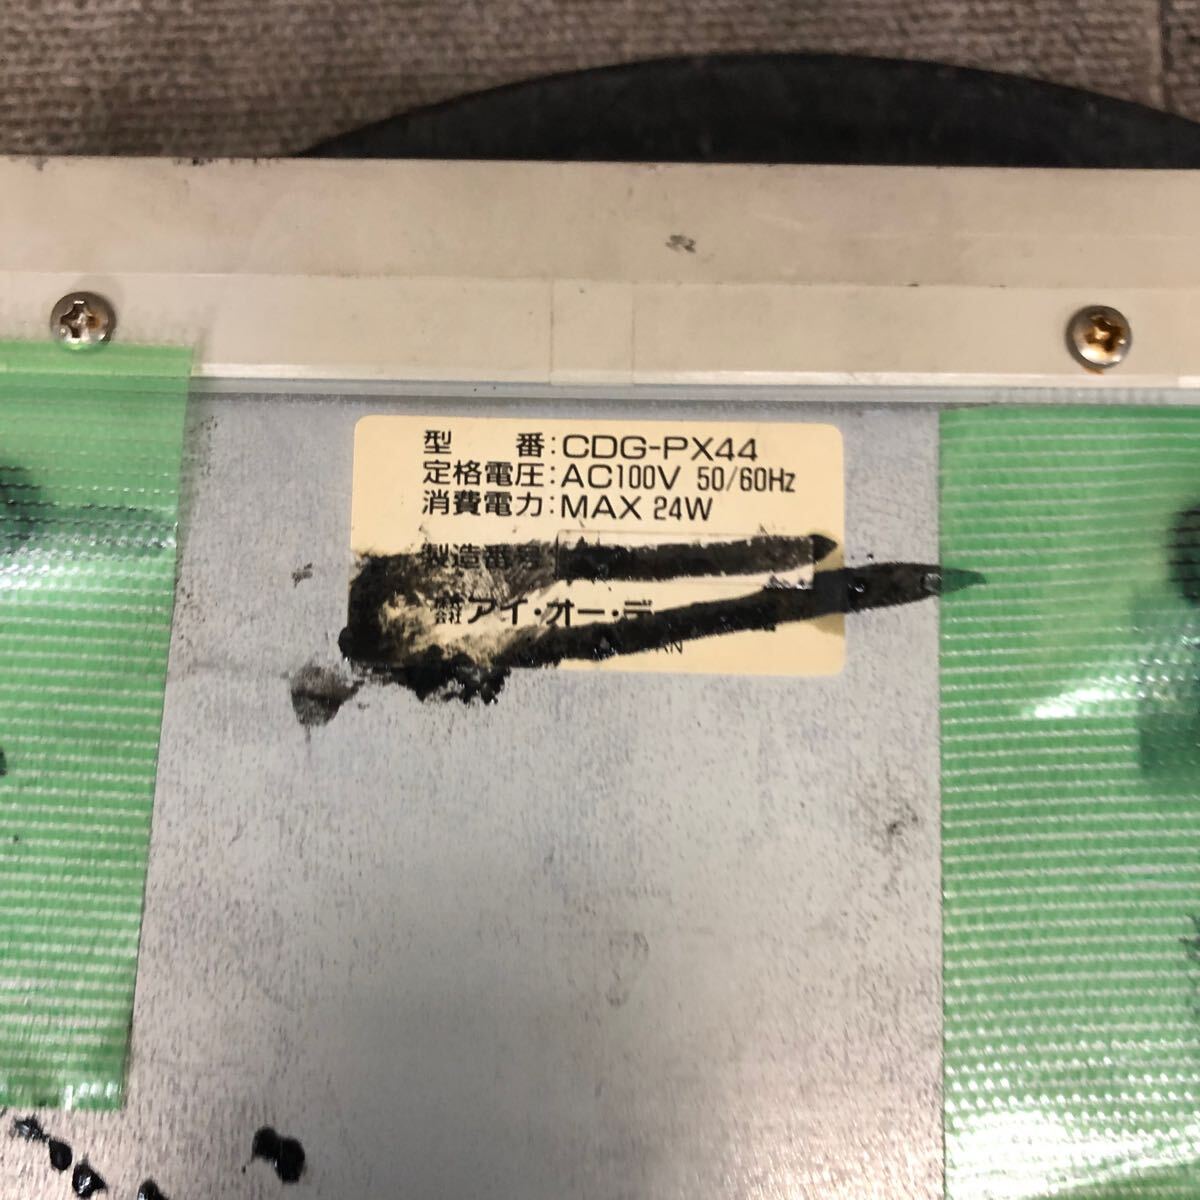 型 番:CDG-PX44
定格電圧:AC100V 50/60Hz
消費電力:MAX 24W
製造番号
株式会社アイ・オー・デ